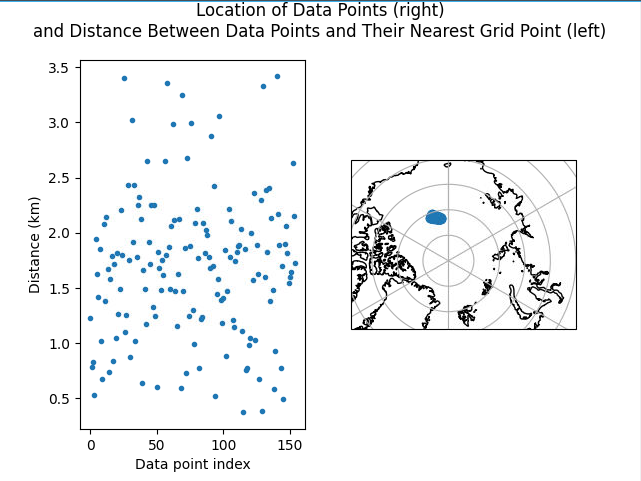 Location of Data Points (right)
and Distance Between Data Points and Their Nearest Grid Point (left)
Distance (km)
3.5
3.0
2.5
2.0
1.5
1.0
0.5
0 50 100 150
Data point index